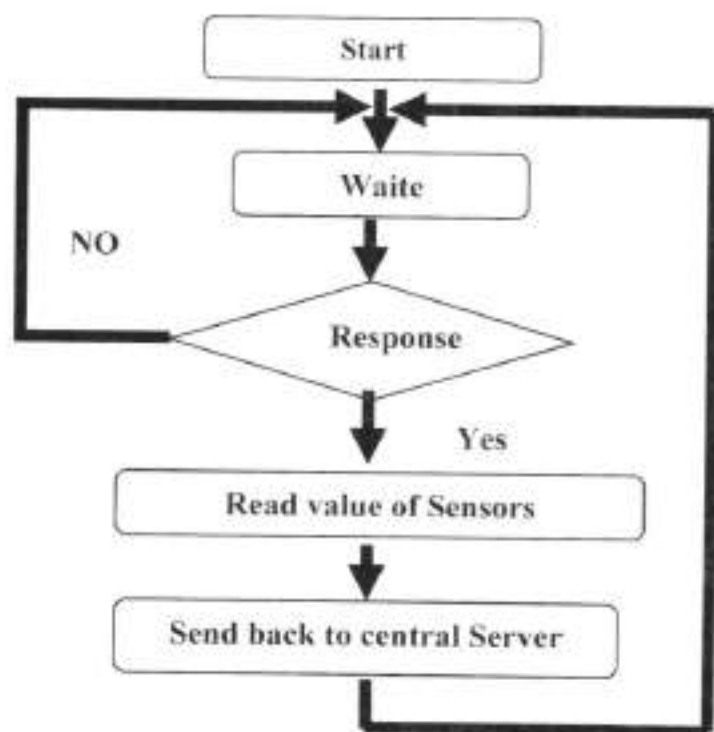 Start
Waite
NO
Response
Yes
Read value of Sensors
Send back to central Server